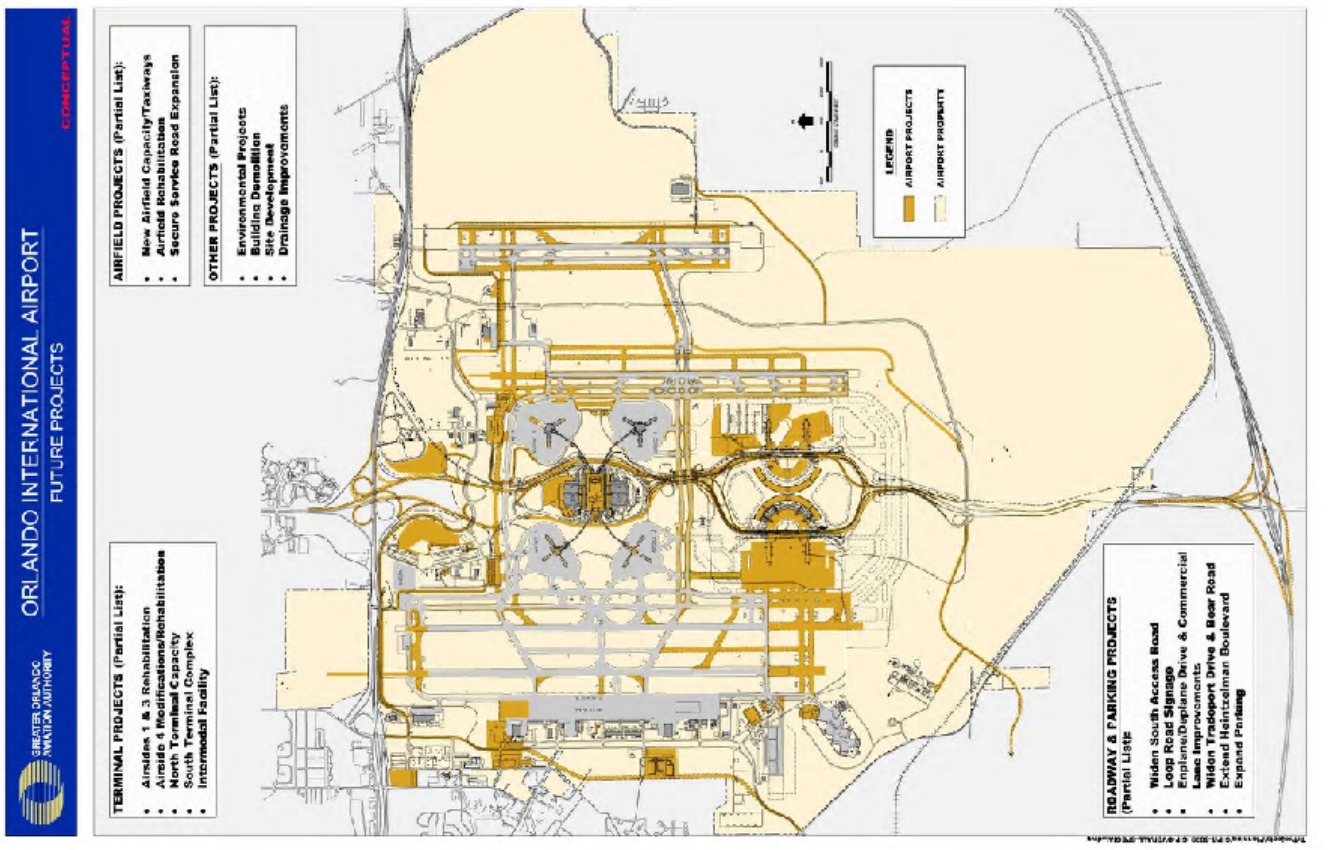 ORLANDO INTERNATIONAL AIRPORT
FUTURE PROJECTS
GREATER ORLANDO
AVIATION AUTHORITY
CONCEPTUAL
TERMINAL PROJECTS (Partial List):
• Airsides 1 & 3 Rehabilitation
• Airside 4 Modifications/Rehabilitation
• North Terminal Capacity
• South Terminal Complex
• Intermodal Facility
AIRFIELD PROJECTS (Partial List):
• New Airfield Capacity/Taxiways
• Airfield Rehabilitation
• Secure Service Road Expansion
OTHER PROJECTS (Partial List):
• Environmental Projects
• Building Demolition
• Site Development
• Drainage Improvements
LEGEND
AIRPORT PROJECTS
AIRPORT PROPERTY
ROADWAY & PARKING PROJECTS
(Partial List):
• Widen South Access Road
• Loop Road Signage
• Enplane/Deplane Drive & Commercial
Lane Improvements
• Widen Tradeport Drive & Bear Road
• Extend Heintzelman Boulevard
• Expand Parking